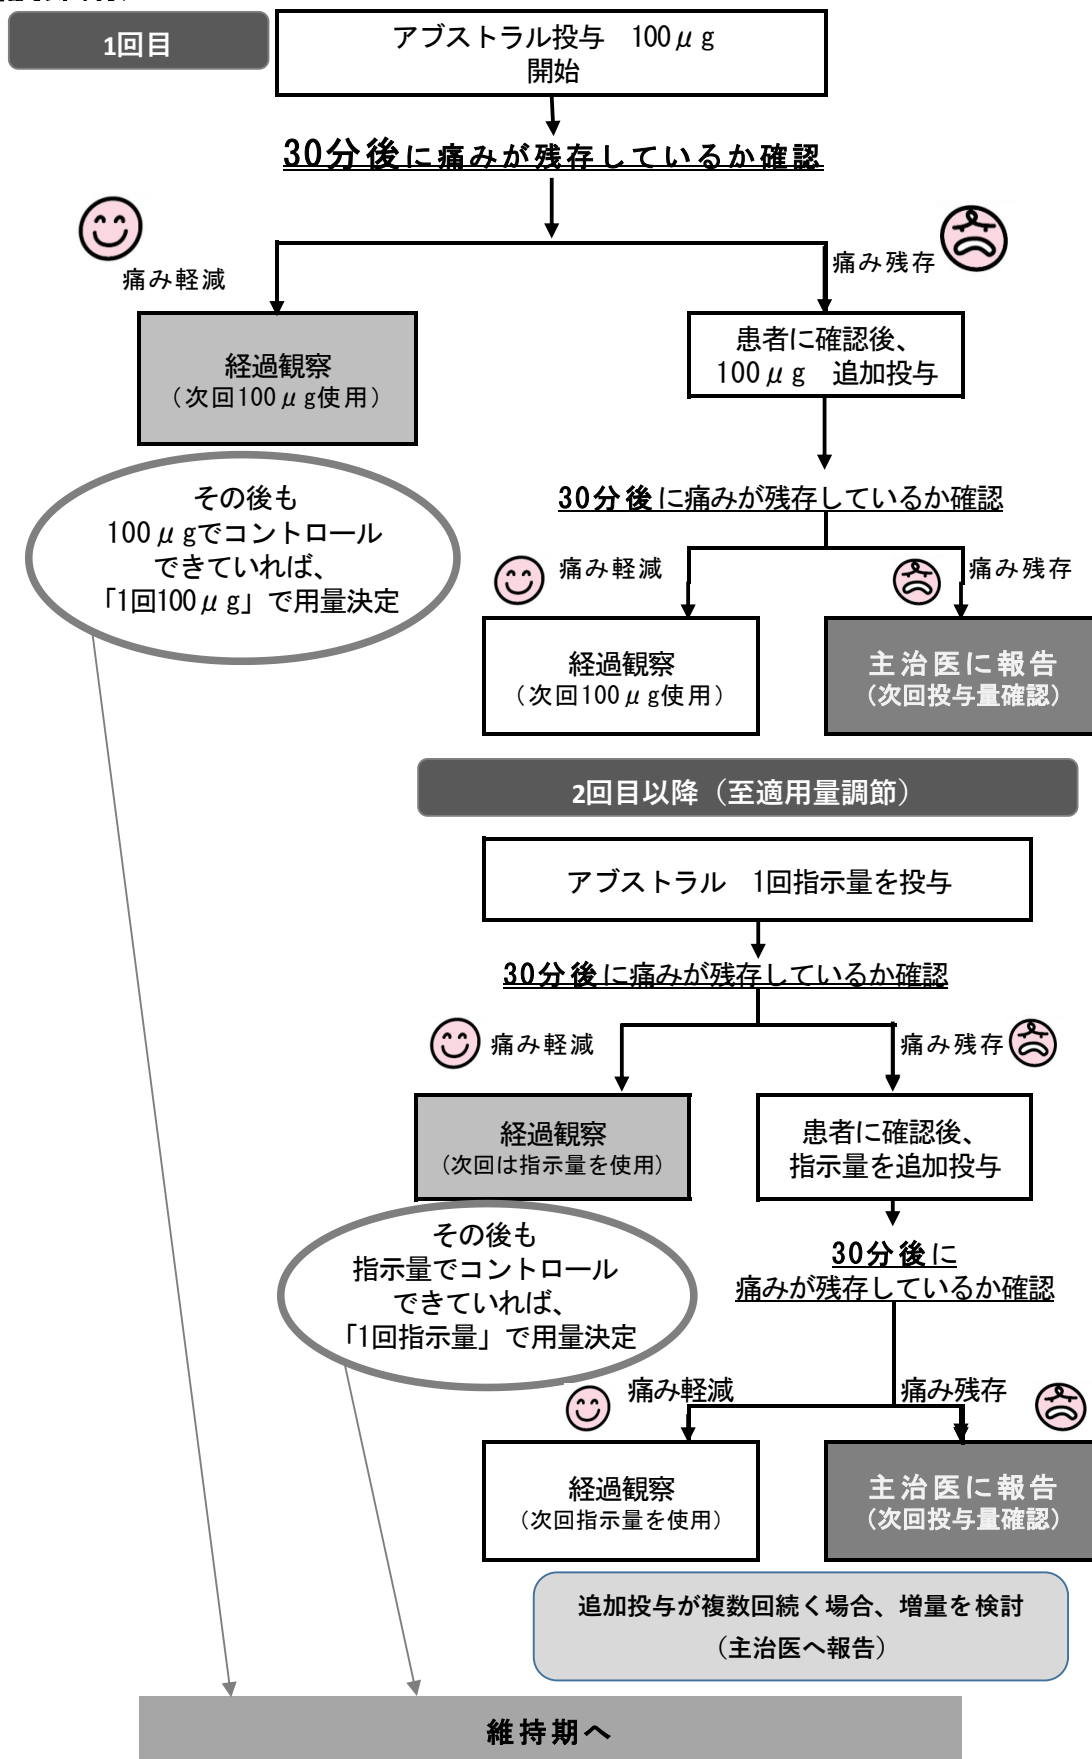 1回目
アブストラル投与　100μg
開始
30分後に痛みが残存しているか確認
痛み軽減
痛み残存
経過観察
（次回100μg使用）
患者に確認後、
100μg　追加投与
その後も
100μgでコントロール
できていれば、
「1回100μg」で用量決定
30分後に痛みが残存しているか確認
痛み軽減
痛み残存
経過観察
（次回100μg使用）
主治医に報告
（次回投与量確認）
2回目以降（至適用量調節）
アブストラル　1回指示量を投与
30分後に痛みが残存しているか確認
痛み軽減
痛み残存
経過観察
（次回は指示量を使用）
患者に確認後、
指示量を追加投与
その後も
指示量でコントロール
できていれば、
「1回指示量」で用量決定
30分後に
痛みが残存しているか確認
痛み軽減
痛み残存
経過観察
（次回指示量を使用）
主治医に報告
（次回投与量確認）
追加投与が複数回続く場合、増量を検討
（主治医へ報告）
維持期へ